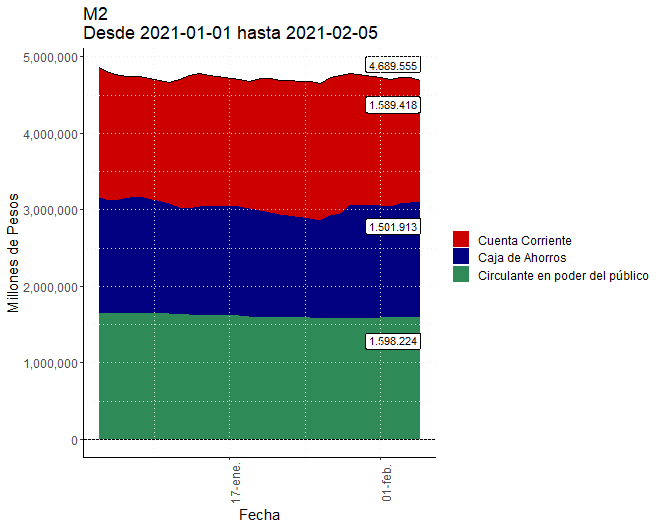 M2
Desde 2021-01-01 hasta 2021-02-05
5,000,000
4,000,000
3,000,000
2,000,000
1,000,000
0
Millones de Pesos
4.689.555
1.589.418
1.501.913
1.598.224
17-ene.
01-feb.
Fecha
Cuenta Corriente
Caja de Ahorros
Circulante en poder del público